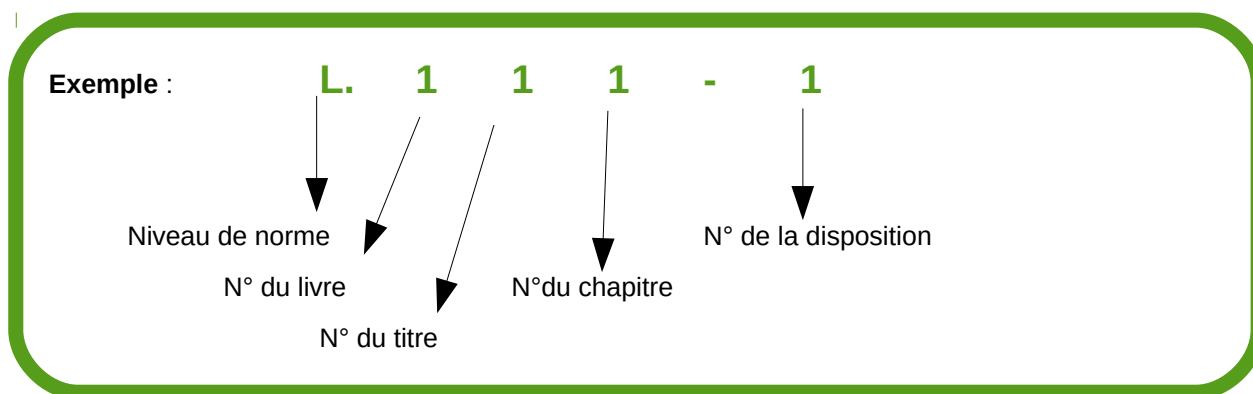 Exemple : L. 1 1 1 - 1
Niveau de norme N° de la disposition
N° du livre N°du chapitre
N° du titre